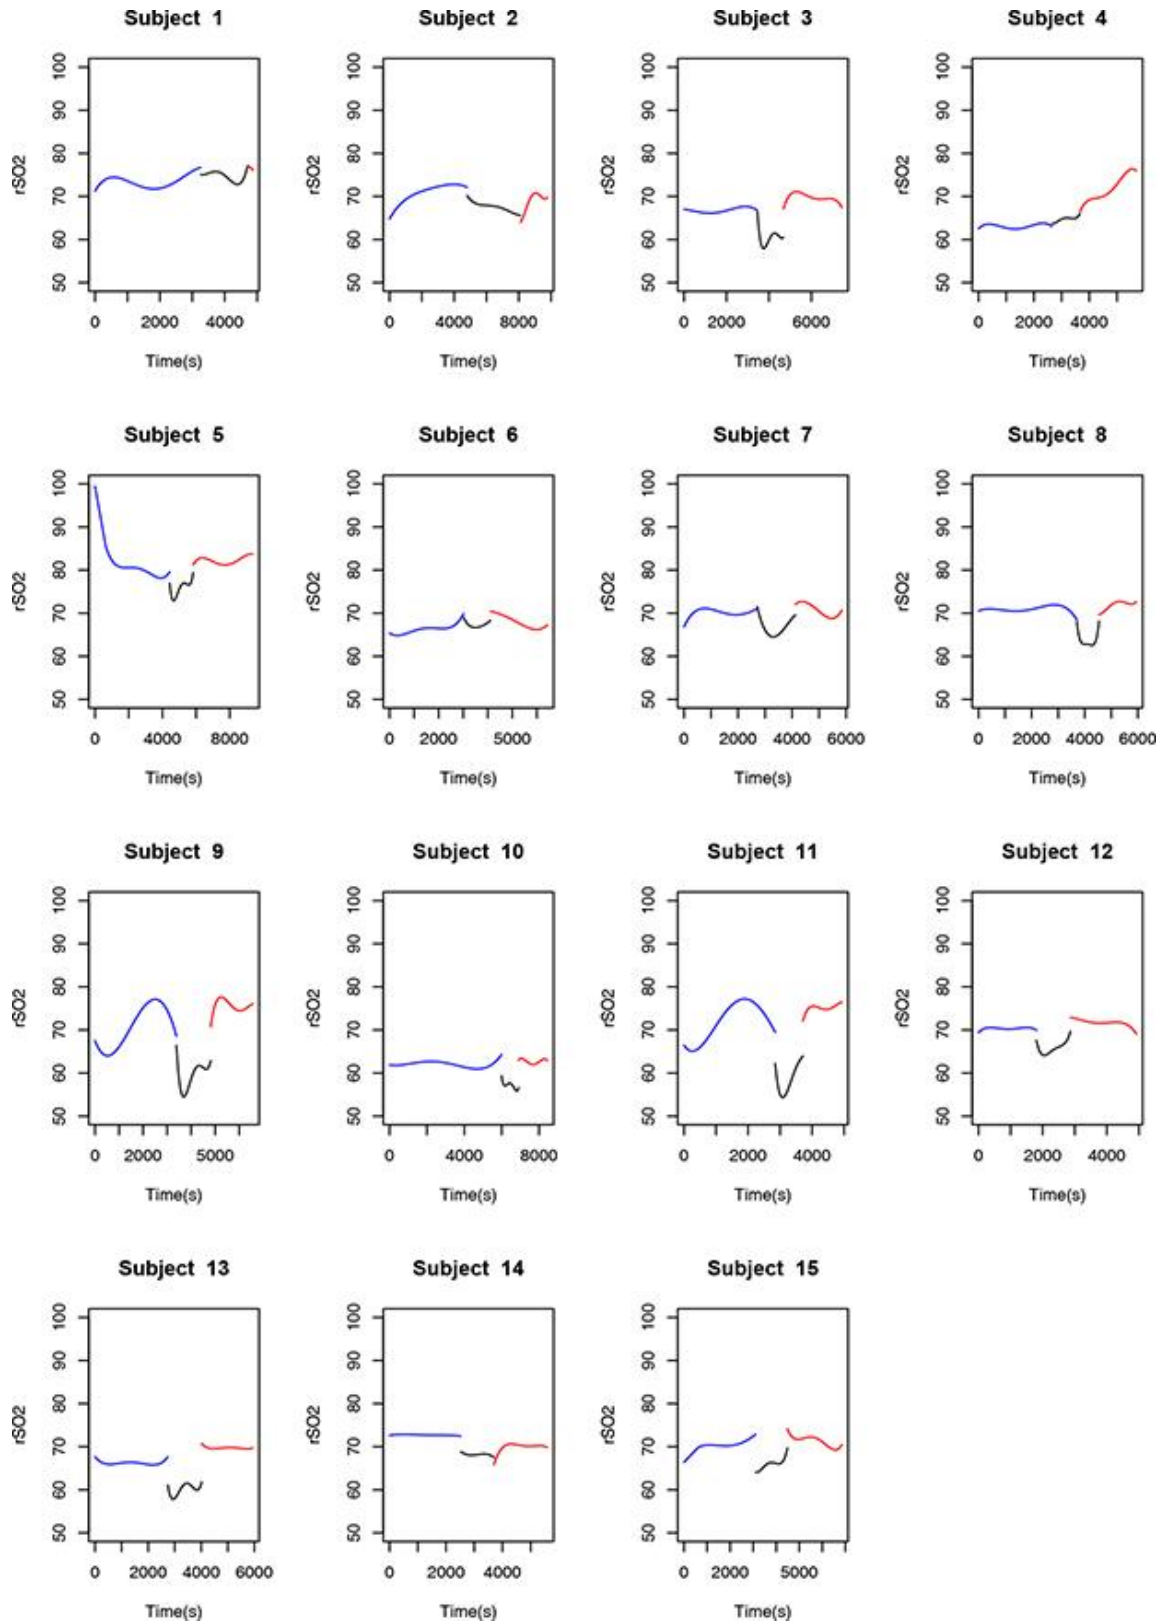 Subject 1 Subject 2 Subject 3 Subject 4
100 100 100 100
90 90 90 90
80 80 80 80
rSO2 rSO2 rSO2 rSO2
70 70 70 70
60 60 60 60
50 50 50 50
0 2000 4000 0 4000 8000 0 2000 6000 0 2000 4000
Time(s) Time(s) Time(s) Time(s)
Subject 5 Subject 6 Subject 7 Subject 8
100 100 100 100
90 90 90 90
80 80 80 80
rSO2 rSO2 rSO2 rSO2
70 70 70 70
60 60 60 60
50 50 50 50
0 4000 8000 0 2000 5000 0 2000 4000 6000 0 2000 4000 6000
Time(s) Time(s) Time(s) Time(s)
Subject 9 Subject 10 Subject 11 Subject 12
100 100 100 100
90 90 90 90
80 80 80 80
rSO2 rSO2 rSO2 rSO2
70 70 70 70
60 60 60 60
50 50 50 50
0 2000 5000 0 4000 8000 0 2000 4000 0 2000 4000
Time(s) Time(s) Time(s) Time(s)
Subject 13 Subject 14 Subject 15
100 100 100
90 90 90
80 80 80
rSO2 rSO2 rSO2
70 70 70
60 60 60
50 50 50
0 2000 4000 6000 0 2000 4000 0 2000 5000
Time(s) Time(s) Time(s)